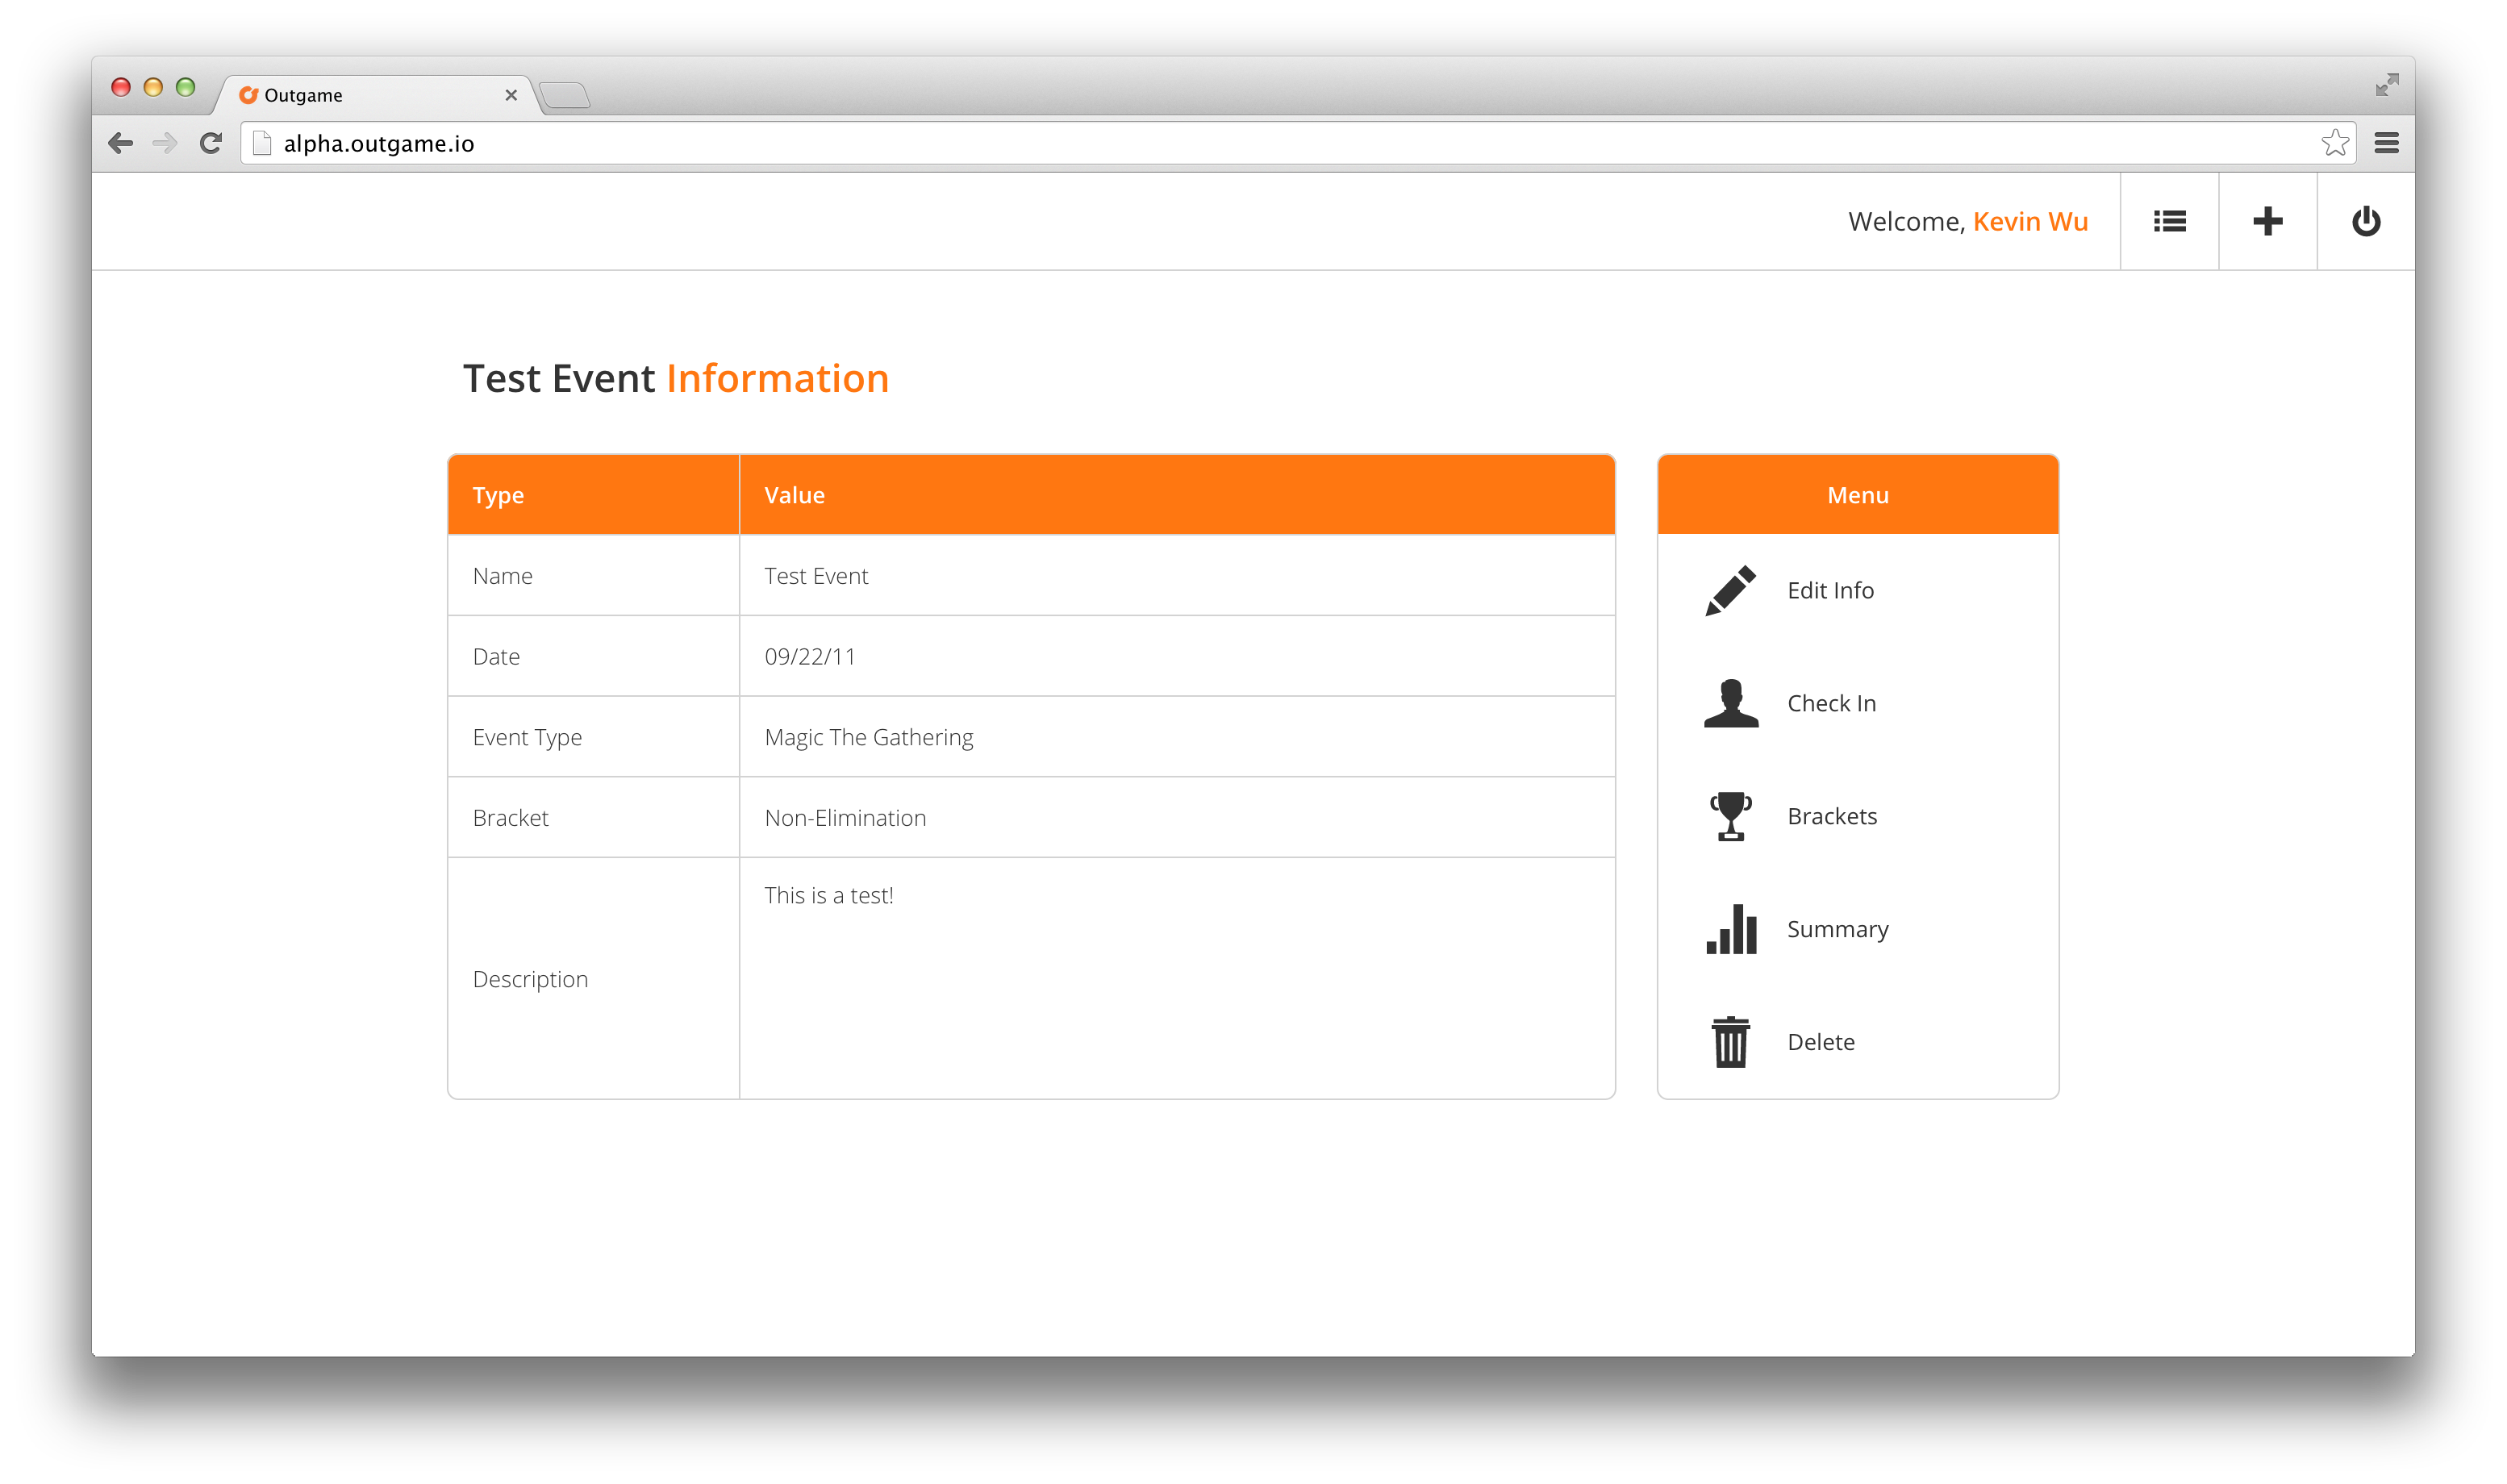 Outgame
alpha.outgame.io
Welcome, Kevin Wu
Test Event Information
Type Value
Name Test Event
Date 09/22/11
Event Type Magic The Gathering
Bracket Non-Elimination
Description This is a test!
Menu
Edit Info
Check In
Brackets
Summary
Delete